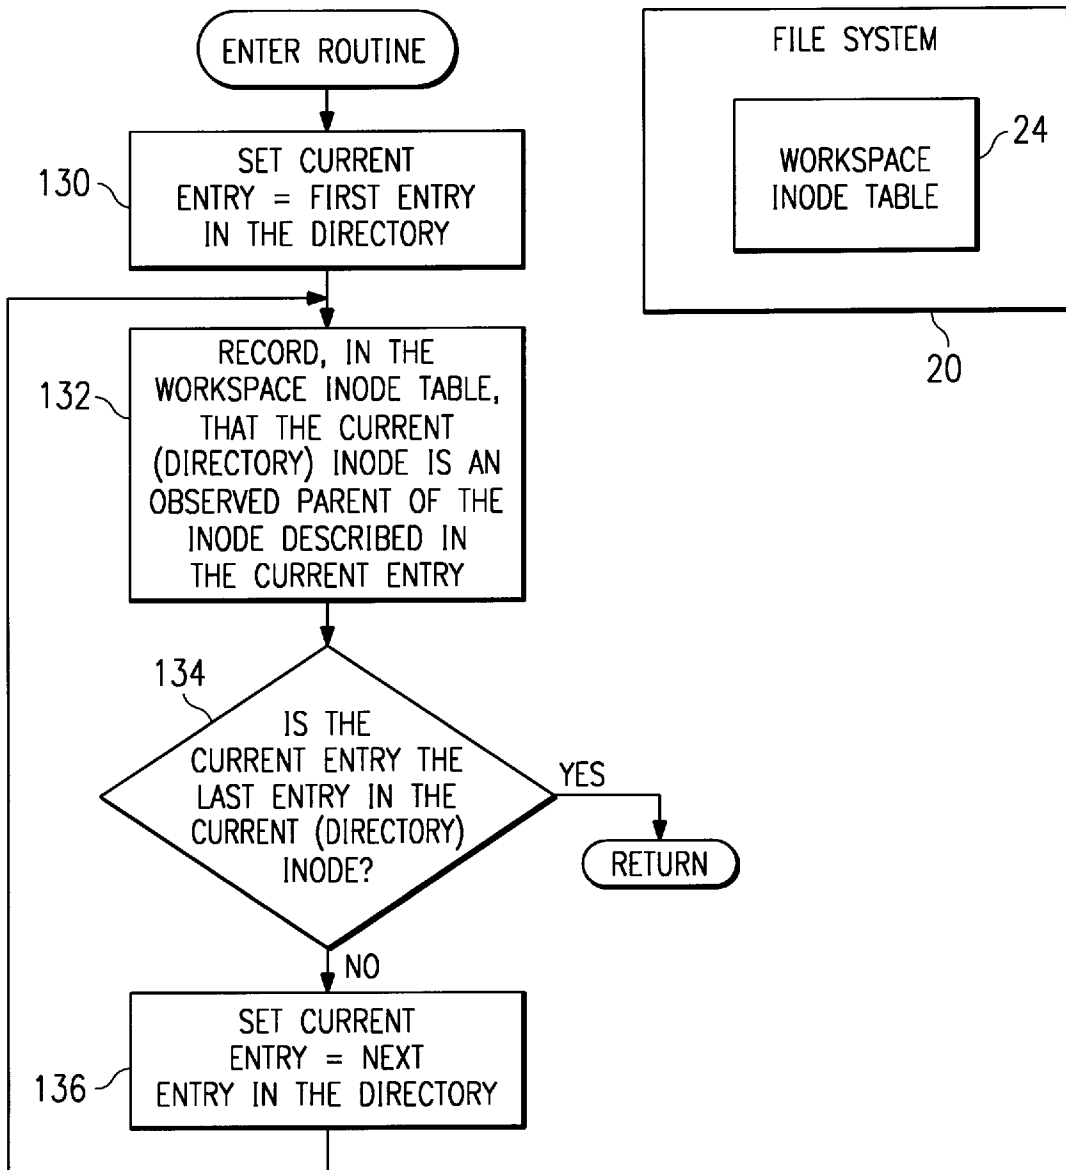 ENTER ROUTINE
130
SET CURRENT
ENTRY = FIRST ENTRY
IN THE DIRECTORY
132
RECORD, IN THE
WORKSPACE INODE TABLE,
THAT THE CURRENT
(DIRECTORY) INODE IS AN
OBSERVED PARENT OF THE
INODE DESCRIBED IN
THE CURRENT ENTRY
134
IS THE
CURRENT ENTRY THE
LAST ENTRY IN THE
CURRENT (DIRECTORY)
INODE?
YES
RETURN
NO
136
SET CURRENT
ENTRY = NEXT
ENTRY IN THE DIRECTORY
FILE SYSTEM
24
WORKSPACE
INODE TABLE
20